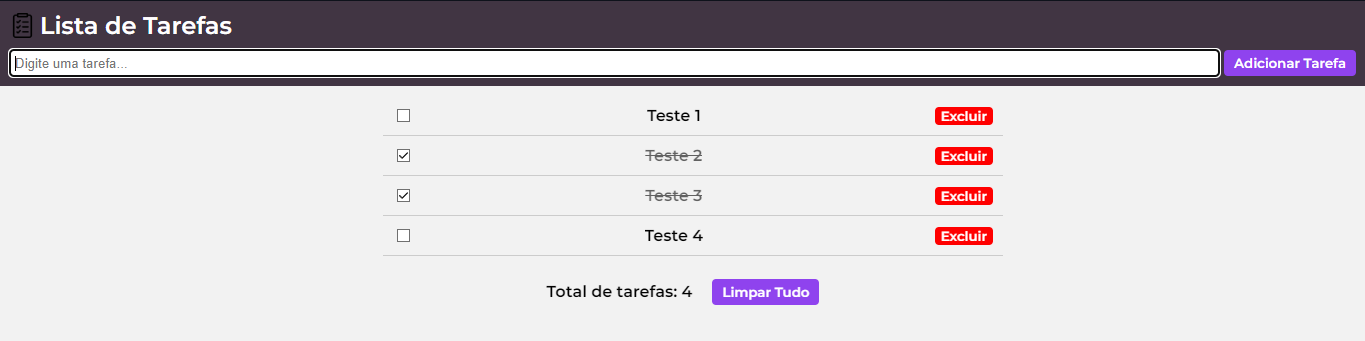 Lista de Tarefas
Digite uma tarefa... Adicionar Tarefa
Teste 1 Excluir
Teste 2 Excluir
Teste 3 Excluir
Teste 4 Excluir
Total de tarefas: 4 Limpar Tudo